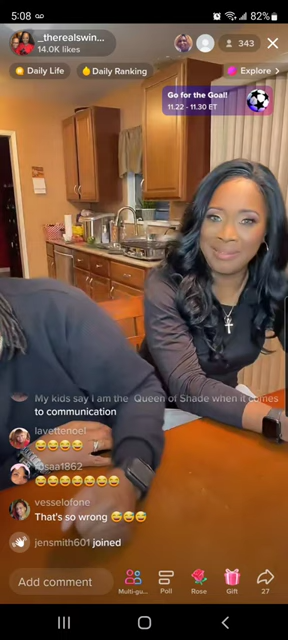 5:08
82%
_therealswin...
14.0K likes
343
Daily Life
Daily Ranking
Explore >
Go for the Goal!
11.22 - 11.30 ET
My kids say I am the Queen of Shade when it comes
to communication
lavettenoel
😂😂😂😂
😂😂😂😂😂😂😂
vesselofone
That's so wrong 😂😅😅
jensmith601 joined
Add comment
Multi-gu...
Poll
Rose
Gift
27